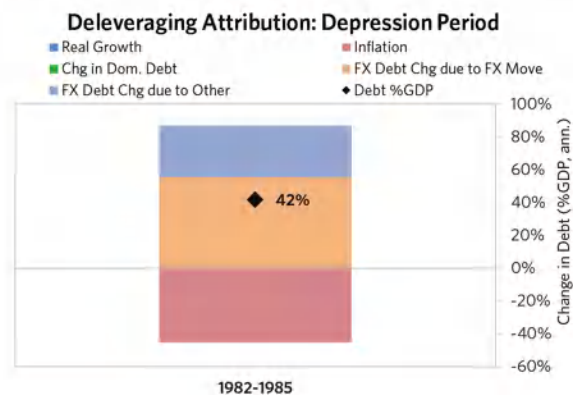 Deleveraging Attribution: Depression Period
Real Growth
Inflation
Chg in Dom. Debt
FX Debt Chg due to FX Move
FX Debt Chg due to Other
Debt %GDP
100%
80%
60%
42%
40%
20%
0%
-20%
-40%
-60%
Change in Debt (%GDP, ann.)
1982-1985